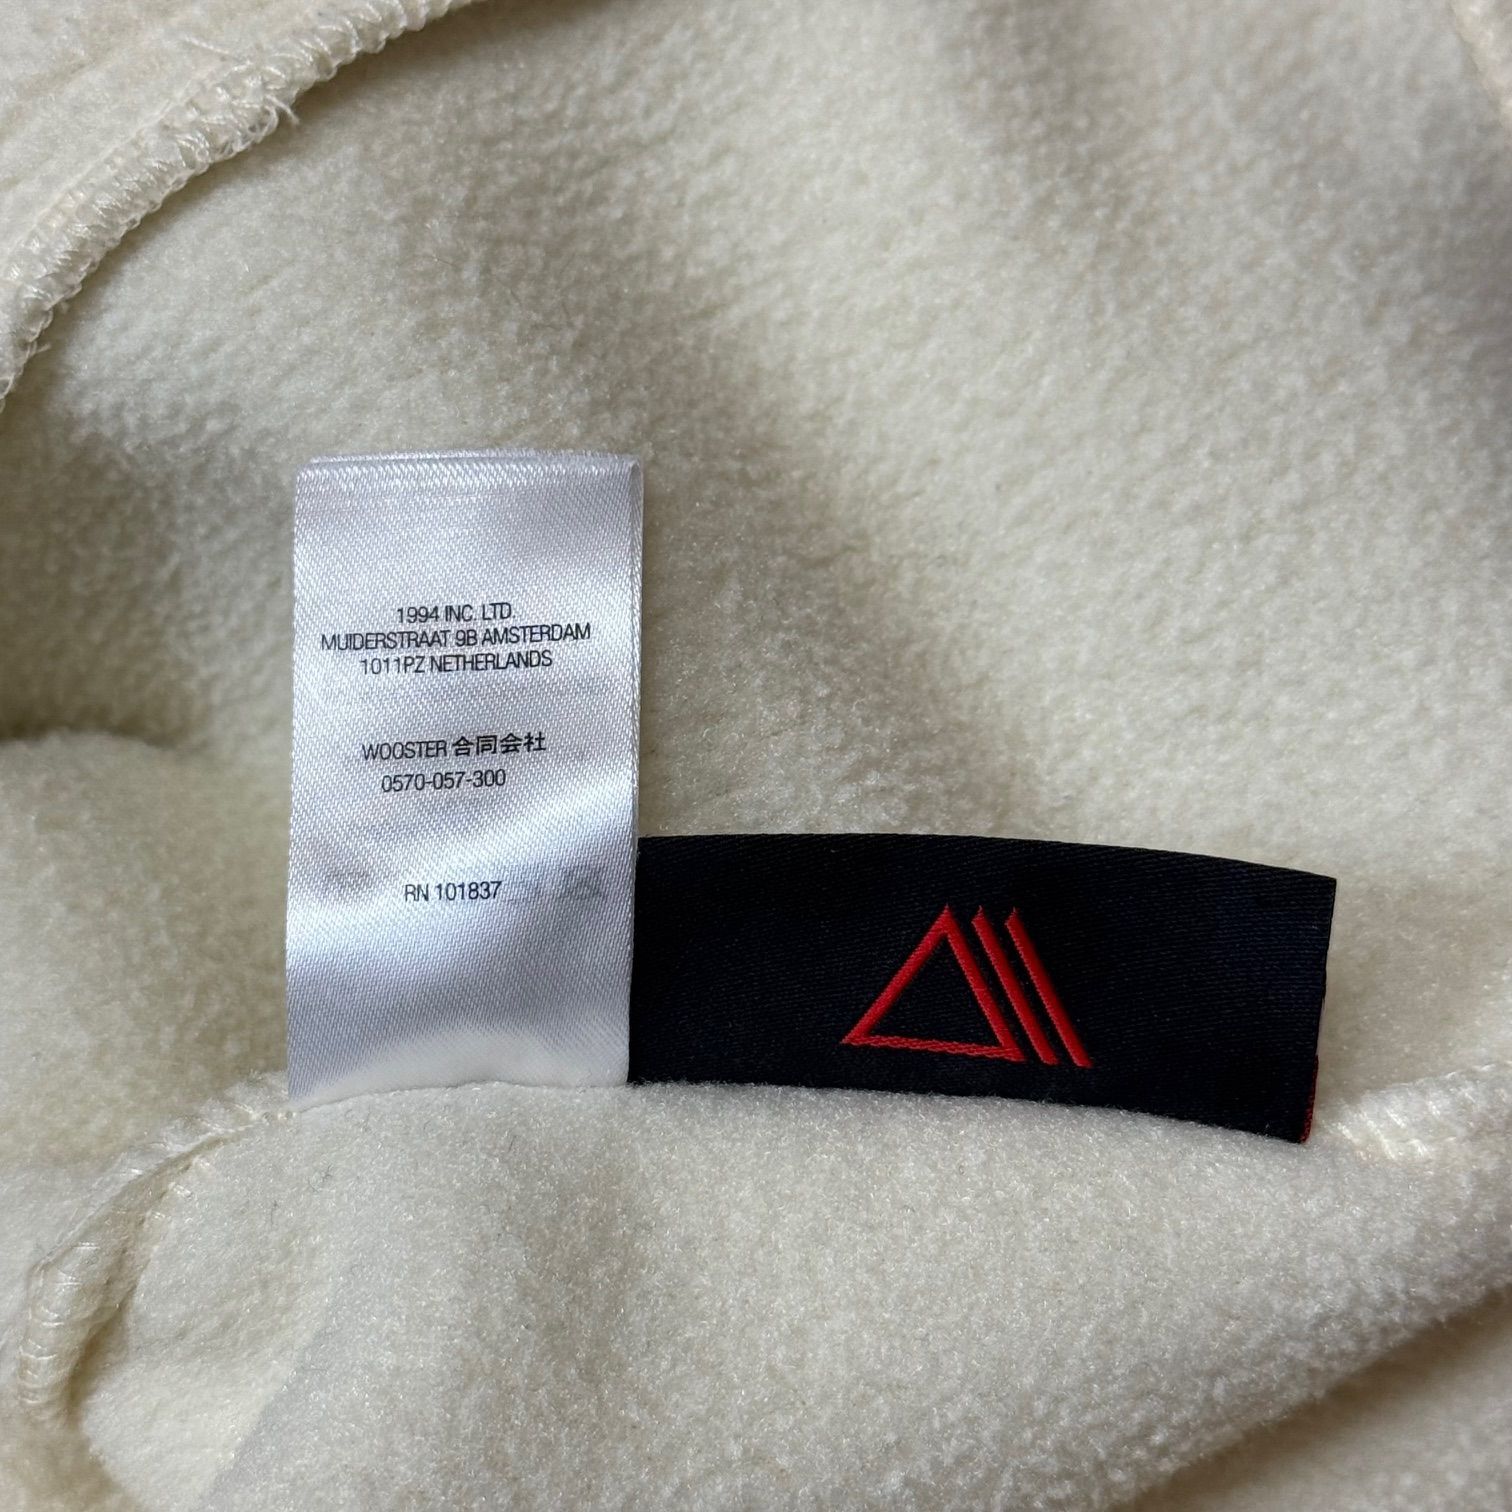 1994 INC. LTD.
MUIDERSTRAAT 9B AMSTERDAM
1011PZ NETHERLANDS
WOOSTER 合同会社
0570-057-300
RN 101837